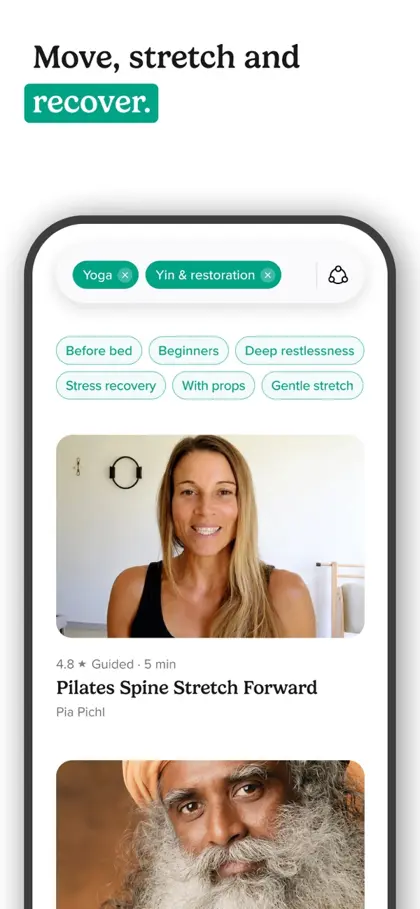 Move, stretch and
recover.
Yoga × Yin & restoration ×
Before bed Beginners Deep restlessness
Stress recovery With props Gentle stretch
4.8 ★ Guided · 5 min
Pilates Spine Stretch Forward
Pia Pichl